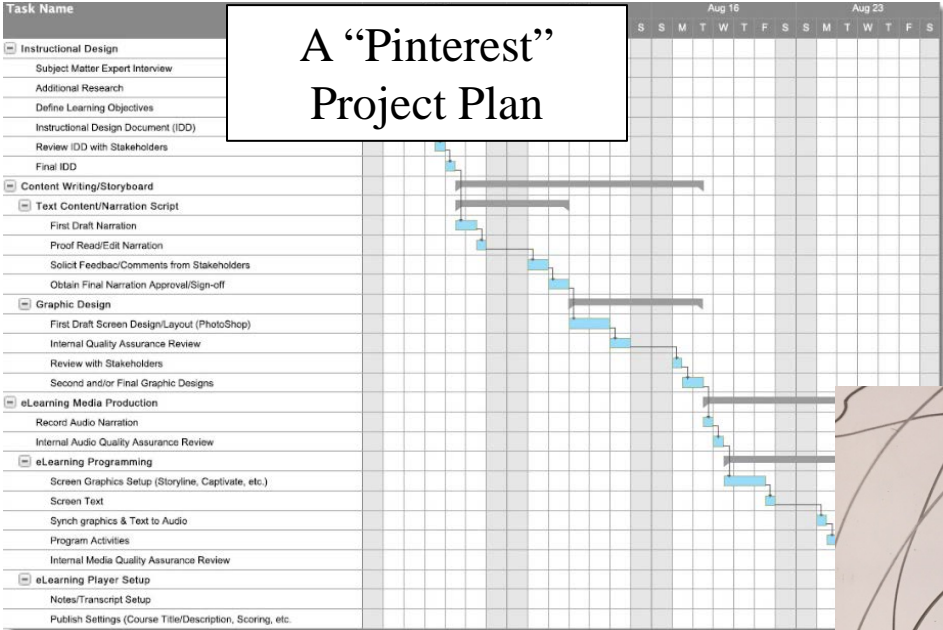 Task Name
Aug 16
Aug 23
S S M T W T F S S M T W T F S
A “Pinterest”
Project Plan
Instructional Design
Subject Matter Expert Interview
Additional Research
Define Learning Objectives
Instructional Design Document (IDD)
Review IDD with Stakeholders
Final IDD
Content Writing/Storyboard
Text Content/Narration Script
First Draft Narration
Proof Read/Edit Narration
Solicit Feedbac/Comments from Stakeholders
Obtain Final Narration Approval/Sign-off
Graphic Design
First Draft Screen Design/Layout (PhotoShop)
Internal Quality Assurance Review
Review with Stakeholders
Second and/or Final Graphic Designs
eLearning Media Production
Record Audio Narration
Internal Audio Quality Assurance Review
eLearning Programming
Screen Graphics Setup (Storyline, Captivate, etc.)
Screen Text
Synch graphics & Text to Audio
Program Activities
Internal Media Quality Assurance Review
eLearning Player Setup
Notes/Transcript Setup
Publish Settings (Course Title/Description, Scoring, etc.